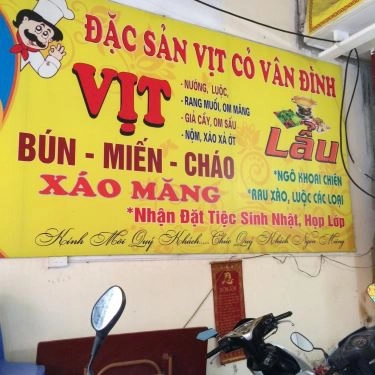 ĐẶC SẢN VỊT CỎ VÂN ĐÌNH
VỊT
- NƯỚNG, LUỘC,
- RANG MUỐI, OM MĂNG
- GIẢ CẦY, OM SẤU
- NỘM, XÁO XẢ ỚT
BÚN - MIẾN - CHÁO
XÁO MĂNG
Lẩu
*NGÔ KHOAI CHIÊN
*RAU XÀO, LUỘC CÁC LOẠI
*Nhận Đặt Tiệc Sinh Nhật, Họp Lớp
Kính Mời Quý Khách.... Chúc Quý Khách Ngon Miệng